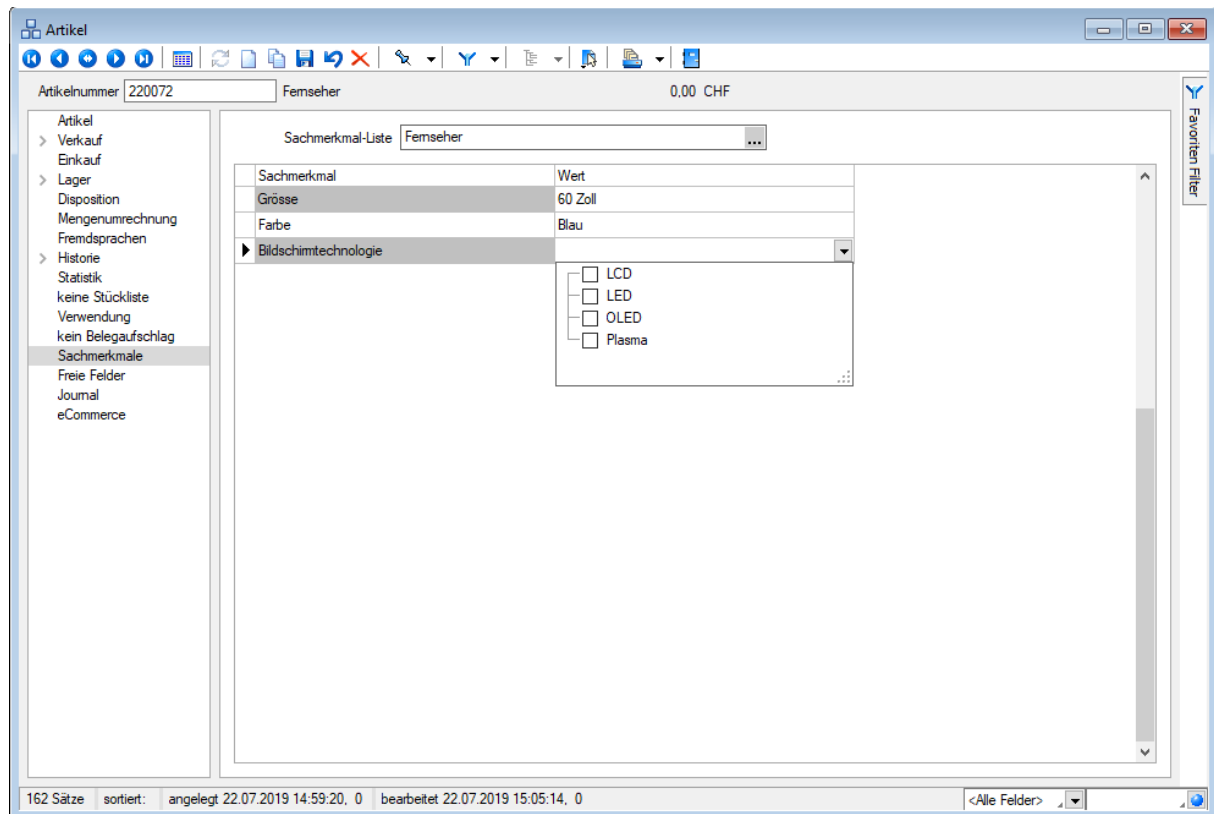 Artikel
Artikelnummer 220072 Fernseher 0,00 CHF
Favoriten Filter
Artikel
Verkauf
Einkauf
Lager
Disposition
Mengenumrechnung
Fremdsprachen
Historie
Statistik
keine Stückliste
Verwendung
kein Belegaufschlag
Sachmerkmale
Freie Felder
Journal
eCommerce
Sachmerkmal-Liste Fernseher ...
Sachmerkmal Wert
Grösse 60 Zoll
Farbe Blau
Bildschirmtechnologie
LCD
LED
OLED
Plasma
162 Sätze sortiert: angelegt 22.07.2019 14:59:20, 0 bearbeitet 22.07.2019 15:05:14, 0 <Alle Felder>